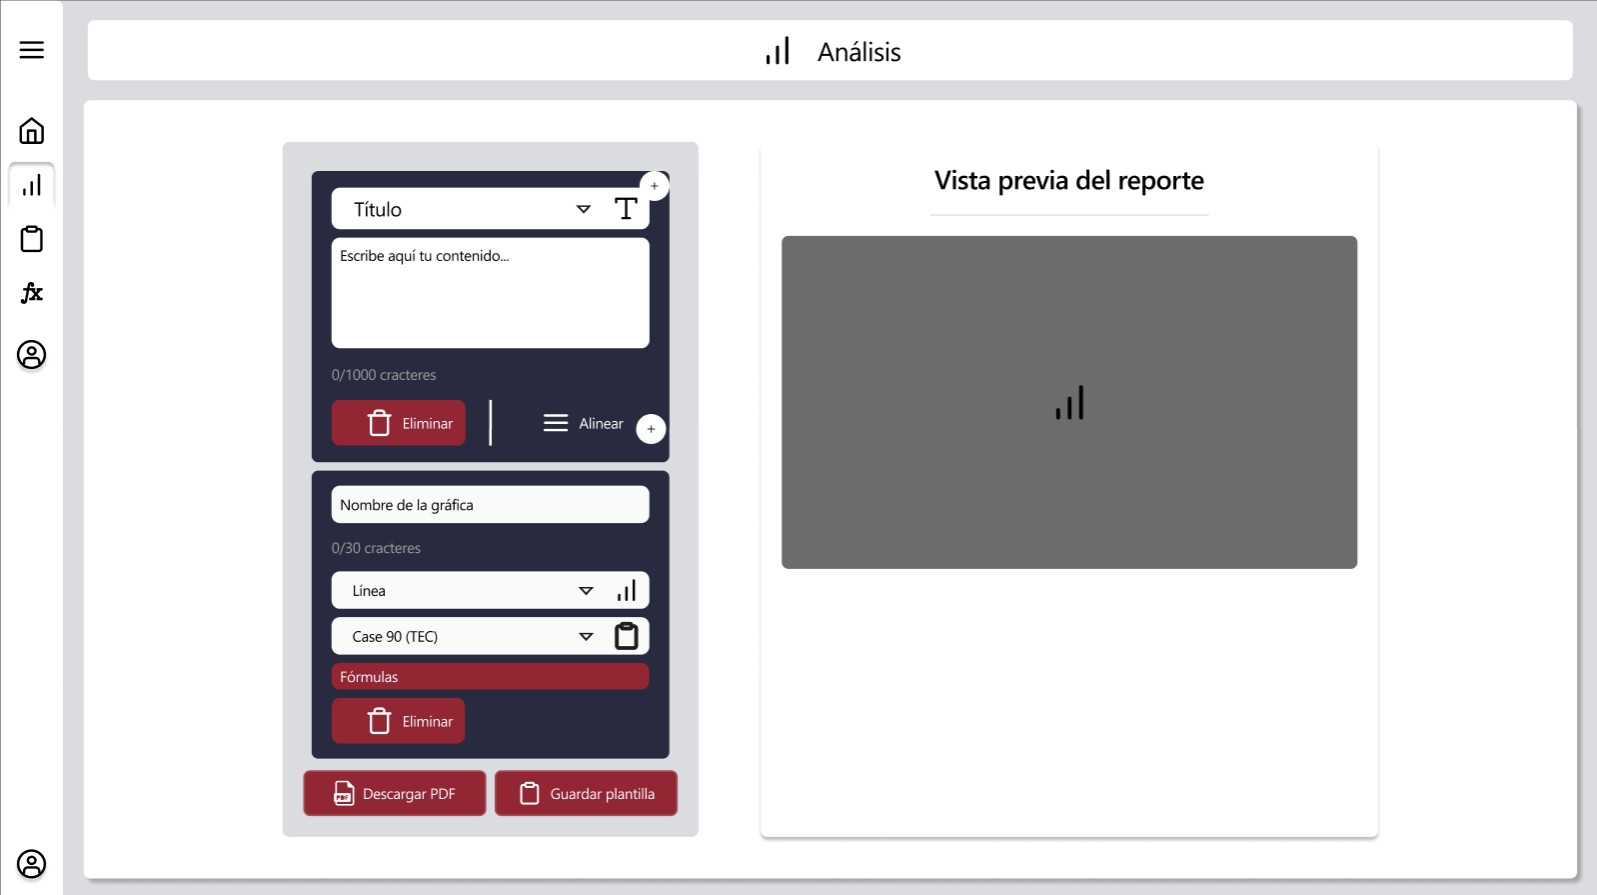 Análisis
Título
Escribe aquí tu contenido...
0/1000 cracteres
Eliminar
Alinear
Nombre de la gráfica
0/30 cracteres
Línea
Case 90 (TEC)
Fórmulas
Eliminar
Descargar PDF
Guardar plantilla
Vista previa del reporte